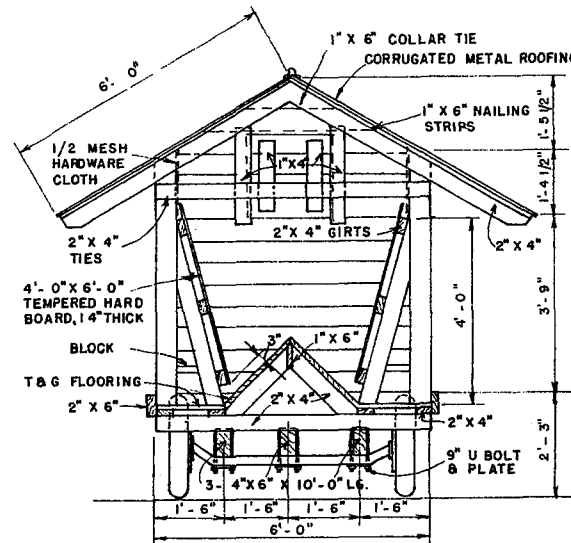 1" X 6" COLLAR TIE
CORRUGATED METAL ROOFING
6'- 0"
1" X 6" NAILING
STRIPS
1'- 5 1/2"
1/2 MESH
HARDWARE
CLOTH
1"X4"
1'- 4 1/2"
2" X 4"
TIES
2" X 4" GIRTS
2" X 4"
4'- 0" X 6'- 0"
TEMPERED HARD
BOARD, 1 4" THICK
4'- 0"
3'- 9"
BLOCK
3"
1" X 6"
T & G FLOORING
2" X 6"
2" X 4"
2" X 4"
9" U BOLT
& PLATE
2'- 3"
3- 4"X 6" X 10'- 0" LG.
1'- 6" 1'- 6" 1'- 6" 1'- 6"
6'- 0"